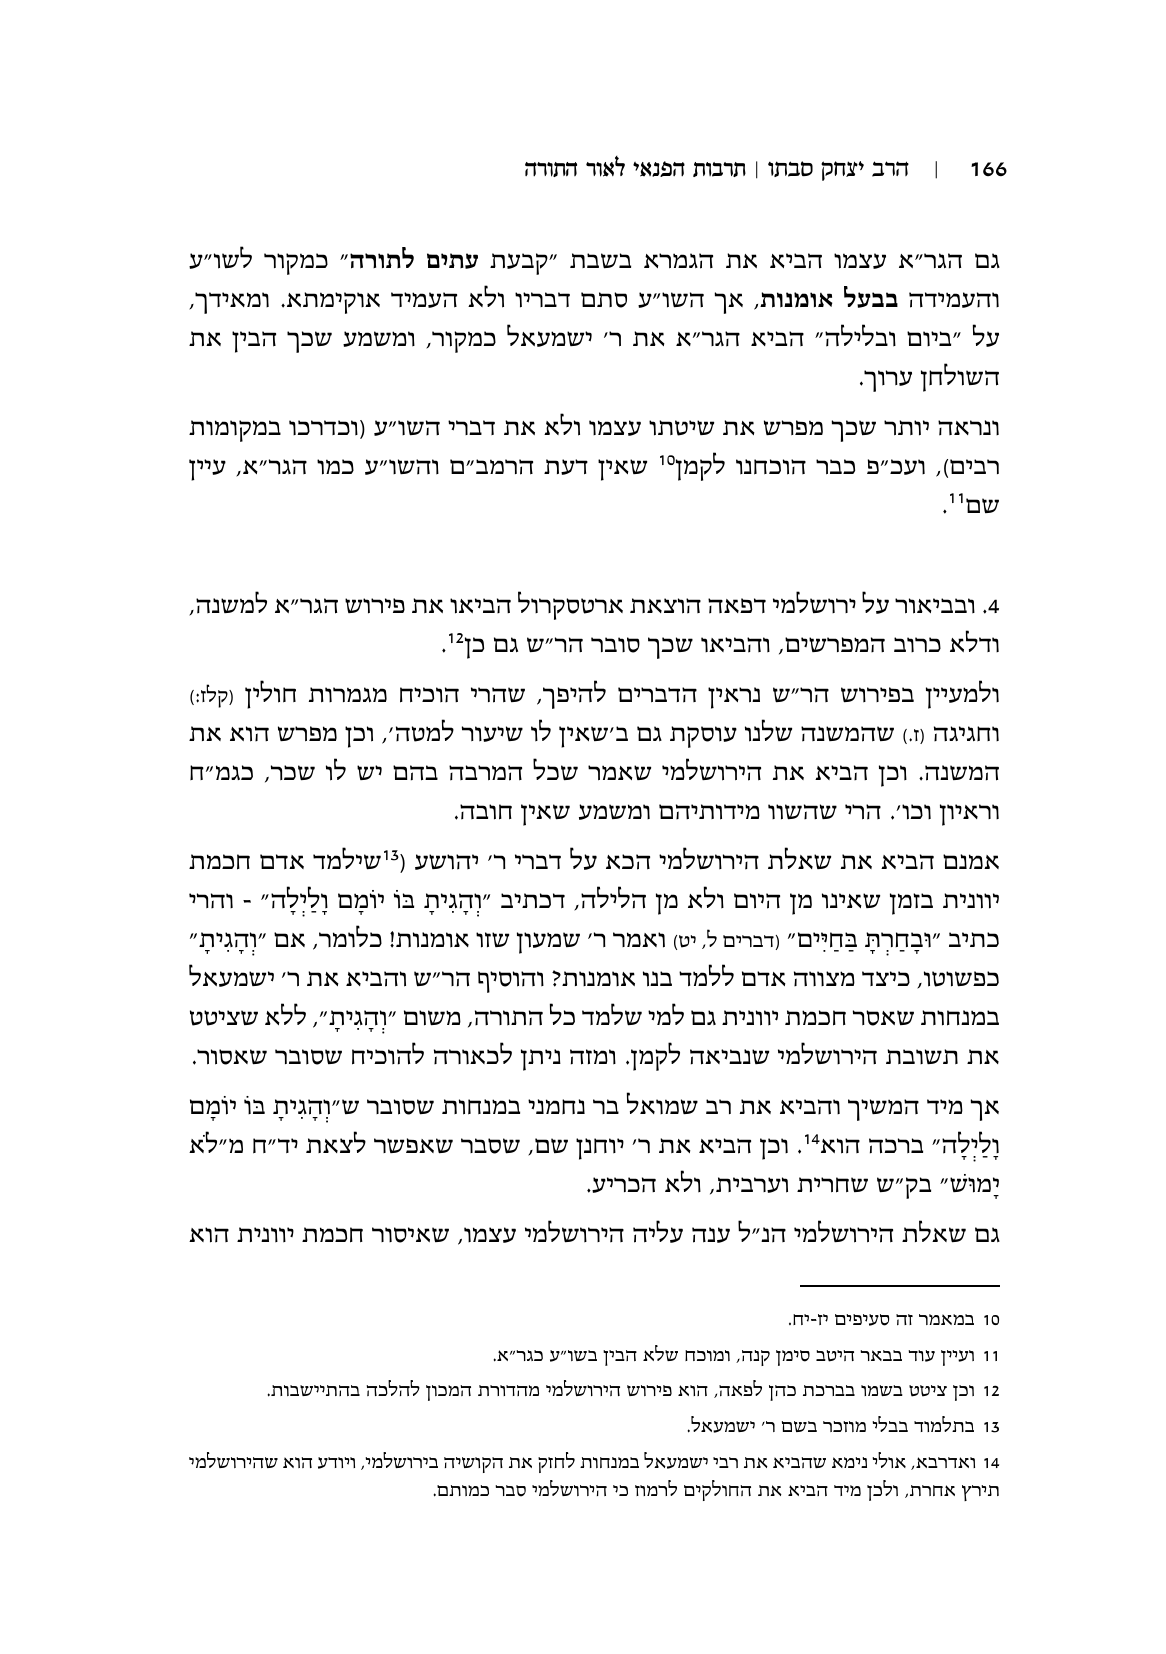 166 | הרב יצחק סבתו | תרבות הפנאי לאור התורה
גם הגר״א עצמו הביא את הגמרא בשבת ״קבעת עתים לתורה״ כמקור לשו״ע
והעמידה בבעל אומנות, אך השו״ע סתם דבריו ולא העמיד אוקימתא. ומאידך,
על ״ביום ובלילה״ הביא הגר״א את ר׳ ישמעאל כמקור, ומשמע שכך הבין את
השולחן ערוך.
ונראה יותר שכך מפרש את שיטתו עצמו ולא את דברי השו״ע (וכדרכו במקומות
רבים), ועכ״פ כבר הוכחנו לקמן10 שאין דעת הרמב״ם והשו״ע כמו הגר״א, עיין
שם11.
4. ובביאור על ירושלמי דפאה הוצאת ארטסקרול הביאו את פירוש הגר״א למשנה,
ודלא כרוב המפרשים, והביאו שכך סובר הר״ש גם כן12.
ולמעיין בפירוש הר״ש נראין הדברים להיפך, שהרי הוכיח מגמרות חולין (קלז:)
וחגיגה (ז.) שהמשנה שלנו עוסקת גם ב׳שאין לו שיעור למטה׳, וכן מפרש הוא את
המשנה. וכן הביא את הירושלמי שאמר שכל המרבה בהם יש לו שכר, כגמ״ח
וראיון וכו׳. הרי שהשוו מידותיהם ומשמע שאין חובה.
אמנם הביא את שאלת הירושלמי הכא על דברי ר׳ יהושע (13שילמד אדם חכמת
יוונית בזמן שאינו מן היום ולא מן הלילה, דכתיב ״וְהָגִיתָ בּוֹ יוֹמָם וָלַיְלָה״ - והרי
כתיב ״וּבָחַרְתָּ בַּחַיִּים״ (דברים ל, יט) ואמר ר׳ שמעון שזו אומנות! כלומר, אם ״וְהָגִיתָ״
כפשוטו, כיצד מצווה אדם ללמד בנו אומנות? והוסיף הר״ש והביא את ר׳ ישמעאל
במנחות שאסר חכמת יוונית גם למי שלמד כל התורה, משום ״וְהָגִיתָ״, ללא שציטט
את תשובת הירושלמי שנביאה לקמן. ומזה ניתן לכאורה להוכיח שסובר שאסור.
אך מיד המשיך והביא את רב שמואל בר נחמני במנחות שסובר ש״וְהָגִיתָ בּוֹ יוֹמָם
וָלַיְלָה״ ברכה הוא14. וכן הביא את ר׳ יוחנן שם, שסבר שאפשר לצאת יד״ח מ״לֹא
יָמוּשׁ״ בק״ש שחרית וערבית, ולא הכריע.
גם שאלת הירושלמי הנ״ל ענה עליה הירושלמי עצמו, שאיסור חכמת יוונית הוא
10 במאמר זה סעיפים יז-יח.
11 ועיין עוד בבאר היטב סימן קנה, ומוכח שלא הבין בשו״ע כגר״א.
12 וכן ציטט בשמו בברכת כהן לפאה, הוא פירוש הירושלמי מהדורת המכון להלכה בהתיישבות.
13 בתלמוד בבלי מוזכר בשם ר׳ ישמעאל.
14 ואדרבא, אולי נימא שהביא את רבי ישמעאל במנחות לחזק את הקושיה בירושלמי, ויודע הוא שהירושלמי
תירץ אחרת, ולכן מיד הביא את החולקים לרמוז כי הירושלמי סבר כמותם.